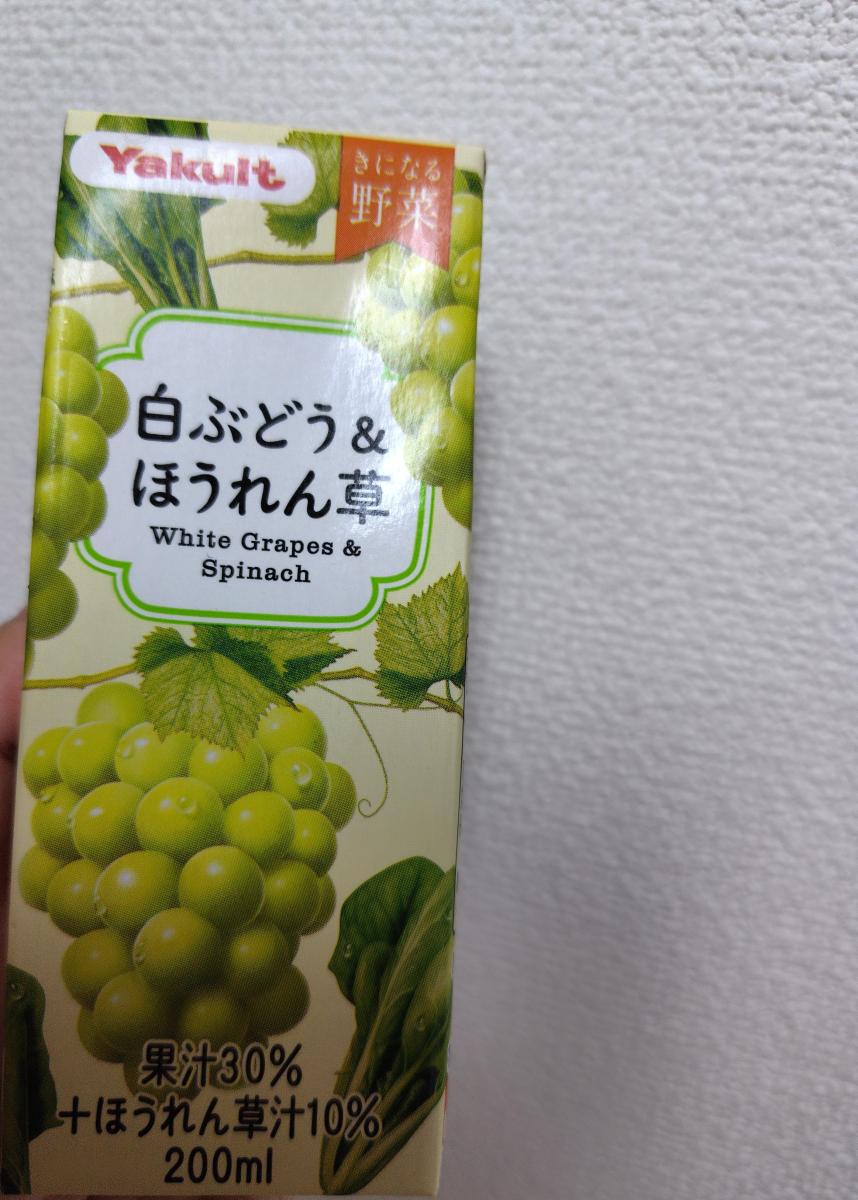 Yakult
きになる
野菜
白ぶどう&
ほうれん草
White Grapes &
Spinach
果汁30%
+ほうれん草汁10%
200ml